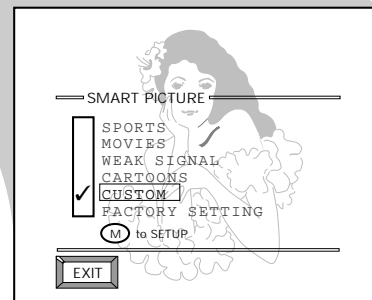 SMART PICTURE
SPORTS
MOVIES
WEAK SIGNAL
CARTOONS
CUSTOM
FACTORY SETTING
M to SETUP
EXIT